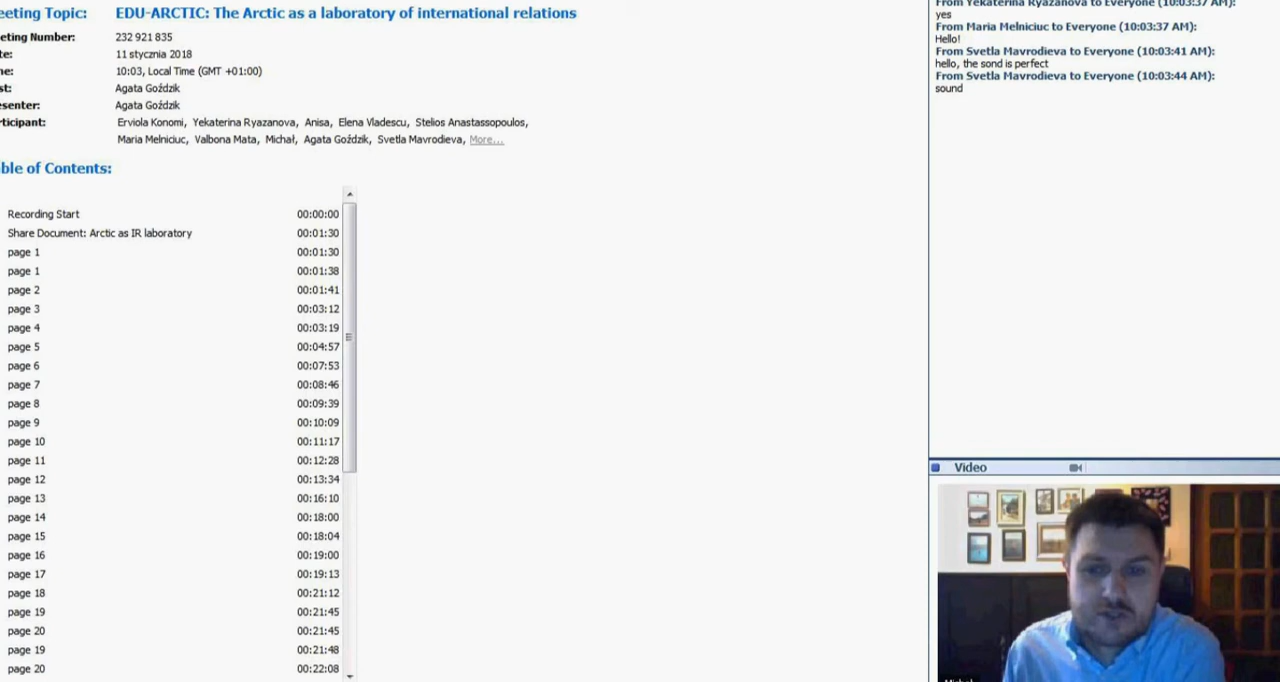 eeting Topic: EDU-ARCTIC: The Arctic as a laboratory of international relations
eting Number: 232 921 835
te: 11 stycznia 2018
ne: 10:03, Local Time (GMT +01:00)
st: Agata Goździk
esenter: Agata Goździk
rticipant: Erviola Konomi, Yekaterina Ryazanova, Anisa, Elena Vladescu, Stelios Anastassopoulos,
Maria Melniciuc, Valbona Mata, Michał, Agata Goździk, Svetla Mavrodieva, More...
ble of Contents:
Recording Start 00:00:00
Share Document: Arctic as IR laboratory 00:01:30
page 1 00:01:30
page 1 00:01:38
page 2 00:01:41
page 3 00:03:12
page 4 00:03:19
page 5 00:04:57
page 6 00:07:53
page 7 00:08:46
page 8 00:09:39
page 9 00:10:09
page 10 00:11:17
page 11 00:12:28
page 12 00:13:34
page 13 00:16:10
page 14 00:18:00
page 15 00:18:04
page 16 00:19:00
page 17 00:19:13
page 18 00:21:12
page 19 00:21:45
page 20 00:21:45
page 19 00:21:48
page 20 00:22:08
From Yekaterina Ryazanova to Everyone (10:03:37 AM):
yes
From Maria Melniciuc to Everyone (10:03:37 AM):
Hello!
From Svetla Mavrodieva to Everyone (10:03:41 AM):
hello, the sond is perfect
From Svetla Mavrodieva to Everyone (10:03:44 AM):
sound
Video